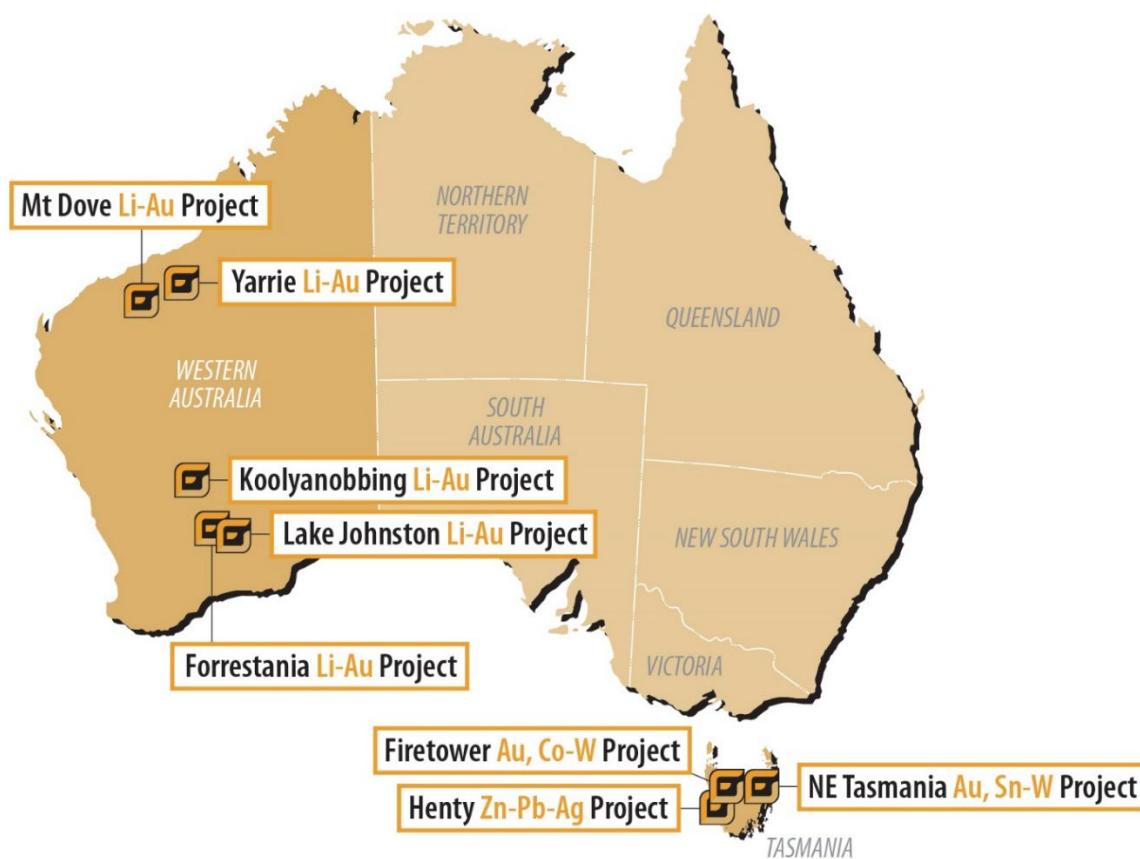 NORTHERN
TERRITORY
Mt Dove Li-Au Project
Yarrie Li-Au Project
QUEENSLAND
WESTERN
AUSTRALIA
SOUTH
AUSTRALIA
Koolyanobbing Li-Au Project
Lake Johnston Li-Au Project
NEW SOUTH WALES
Forrestania Li-Au Project
VICTORIA
Firetower Au, Co-W Project
NE Tasmania Au, Sn-W Project
Henty Zn-Pb-Ag Project
TASMANIA